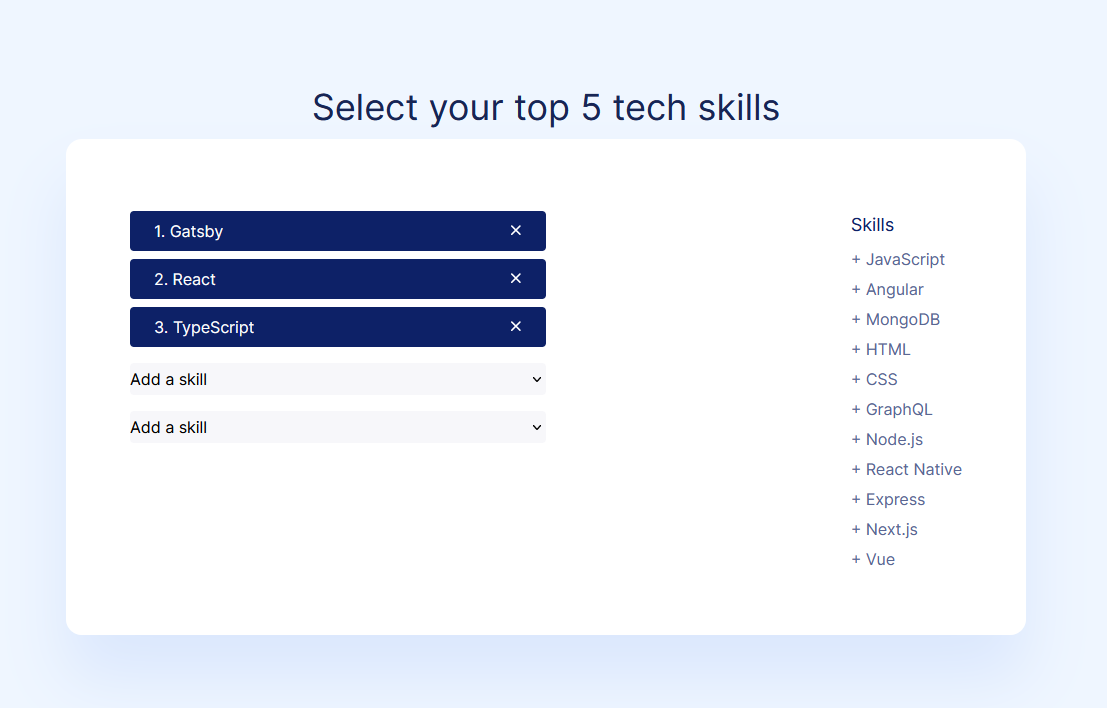 Select your top 5 tech skills
1. Gatsby
2. React
3. TypeScript
Add a skill
Add a skill
Skills
+ JavaScript
+ Angular
+ MongoDB
+ HTML
+ CSS
+ GraphQL
+ Node.js
+ React Native
+ Express
+ Next.js
+ Vue